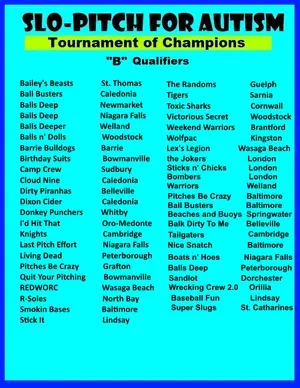 SLO-PITCH FOR AUTISM
Tournament of Champions
"B" Qualifiers
Bailey's Beasts St. Thomas
Ball Busters Caledonia
Balls Deep Newmarket
Balls Deep Niagara Falls
Balls Deeper Welland
Balls n' Dolls Woodstock
Barrie Bulldogs Barrie
Birthday Suits Bowmanville
Camp Crew Sudbury
Cloud Nine Caledonia
Dirty Piranhas Belleville
Dixon Cider Caledonia
Donkey Punchers Whitby
I'd Hit That Oro-Medonte
Knights Cambridge
Last Pitch Effort Niagara Falls
Living Dead Peterborough
Pitches Be Crazy Grafton
Quit Your Pitching Bowmanville
REDWORC Wasaga Beach
R-Soles North Bay
Smokin Bases Baltimore
Stick It Lindsay
The Randoms Guelph
Tigers Sarnia
Toxic Sharks Cornwall
Victorious Secret Woodstock
Weekend Warriors Brantford
Wolfpac Kingston
Lex's Legion Wasaga Beach
the Jokers London
Sticks n' Chicks London
Bombers London
Warriors Welland
Pitches Be Crazy Baltimore
Ball Busters Baltimore
Beaches and Buoys Springwater
Balk Dirty To Me Belleville
Tailgaters Cambridge
Nice Snatch Baltimore
Boats n' Hoes Niagara Falls
Balls Deep Peterborough
Sandlot Dorchester
Wrecking Crew 2.0 Orillia
Baseball Fun Lindsay
Super Slugs St. Catharines